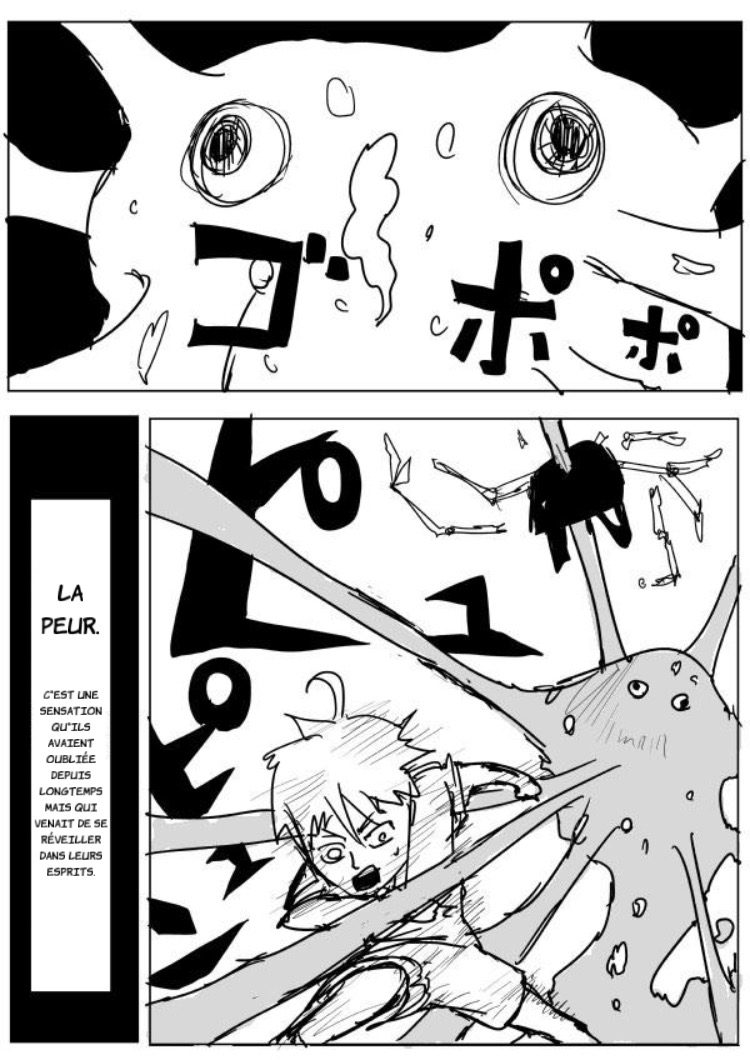 ゴポポ
LA
PEUR.
C'EST UNE
SENSATION
QU'ILS
AVAIENT
OUBLIÉE
DEPUIS
LONGTEMPS
MAIS QUI
VENAIT DE SE
RÉVEILLER
DANS LEURS
ESPRITS.
ピュ